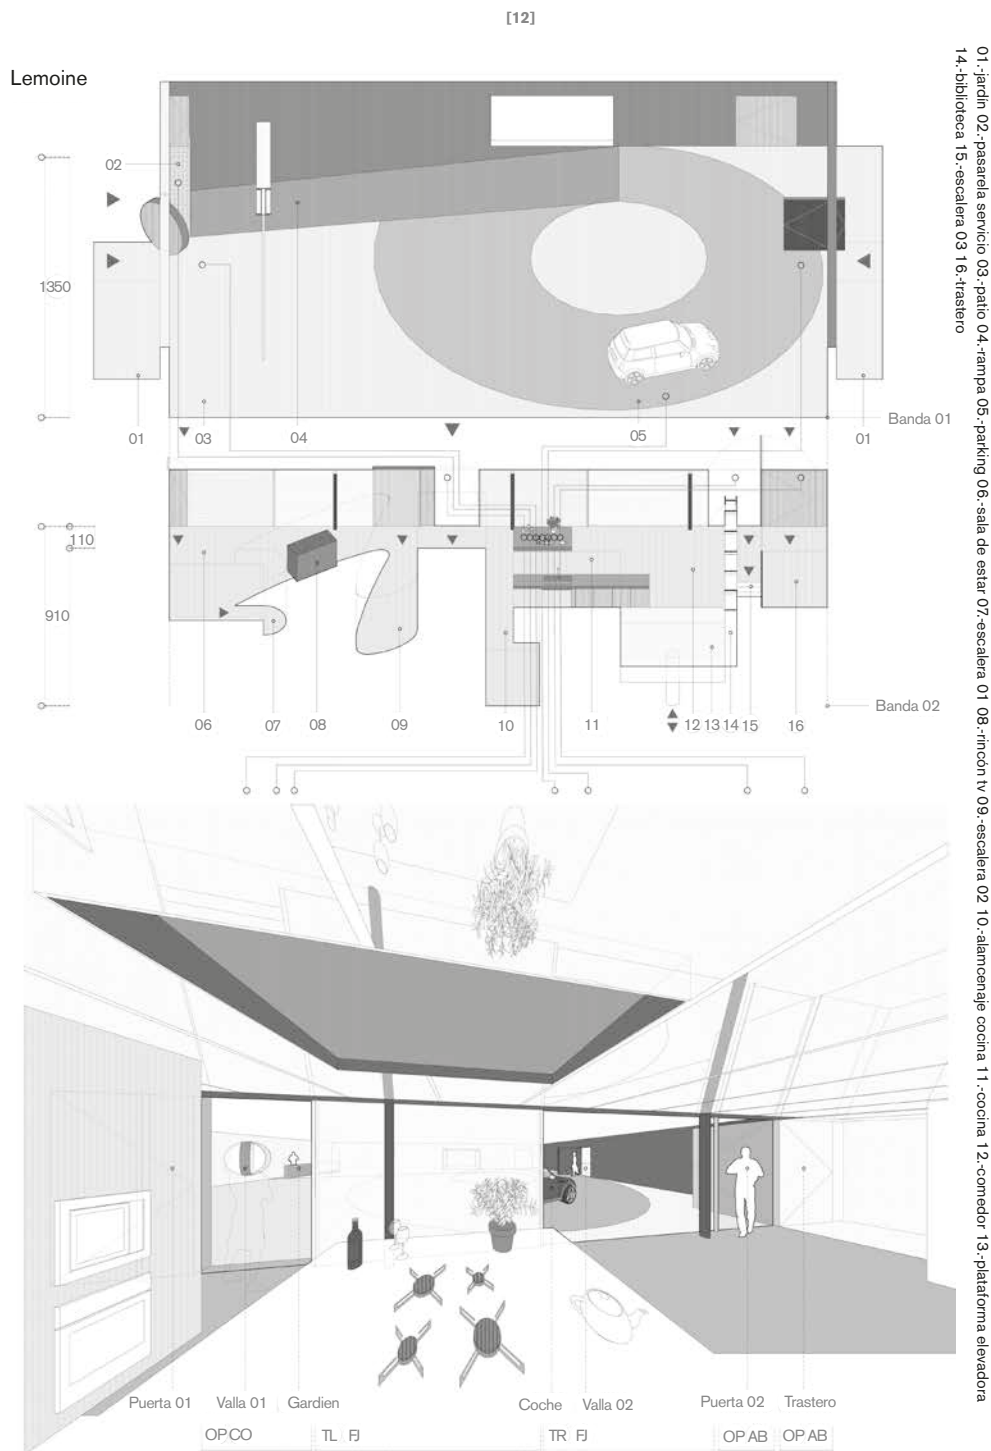 [12]
Lemoine
01.-jardín 02.-pasarela servicio 03.-patio 04.-rampa 05.-parking 06.-sala de estar 07.-escalera 01 08.-rincón tv 09.-escalera 02 10.-alamcenaje cocina 11.-cocina 12.-comedor 13.-plataforma elevadora
14.-biblioteca 15.-escalera 03 16.-trastero
02
1350
Banda 01
01 03 04 05 01
110
910
Banda 02
06 07 08 09 10 11 12 13 14 15 16
Puerta 01 Valla 01 Gardien Coche Valla 02 Puerta 02 Trastero
OP CO TL FJ TR FJ OP AB OP AB